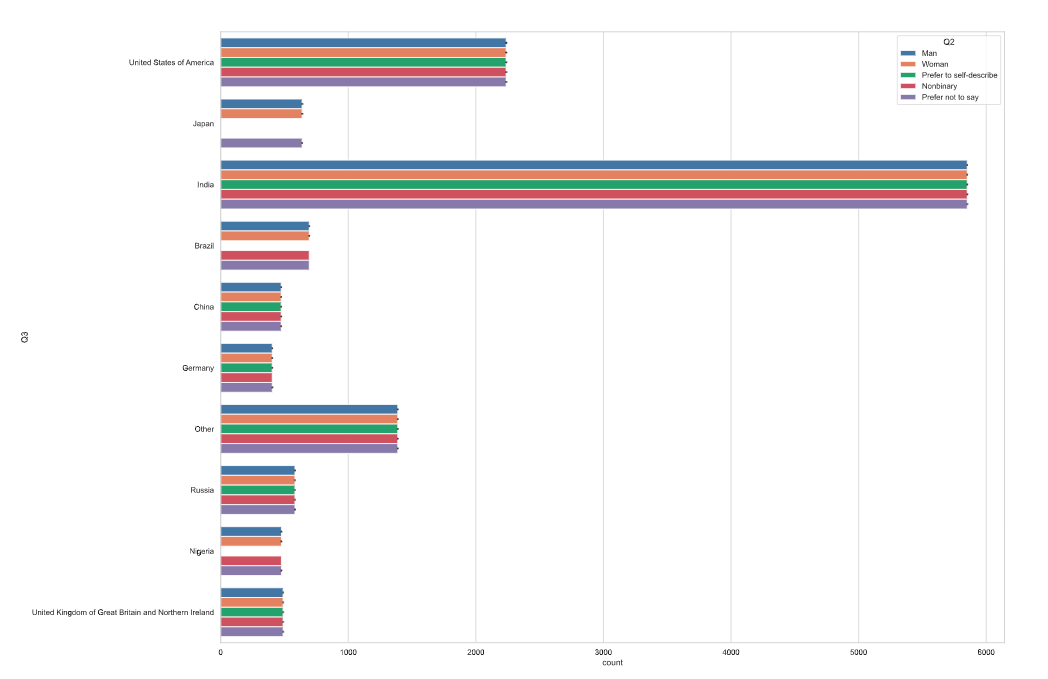 Q2
Man
Woman
Prefer to self-describe
Nonbinary
Prefer not to say
Q3
United States of America
Japan
India
Brazil
China
Germany
Other
Russia
Nigeria
United Kingdom of Great Britain and Northern Ireland
0 1000 2000 3000 4000 5000 6000
count